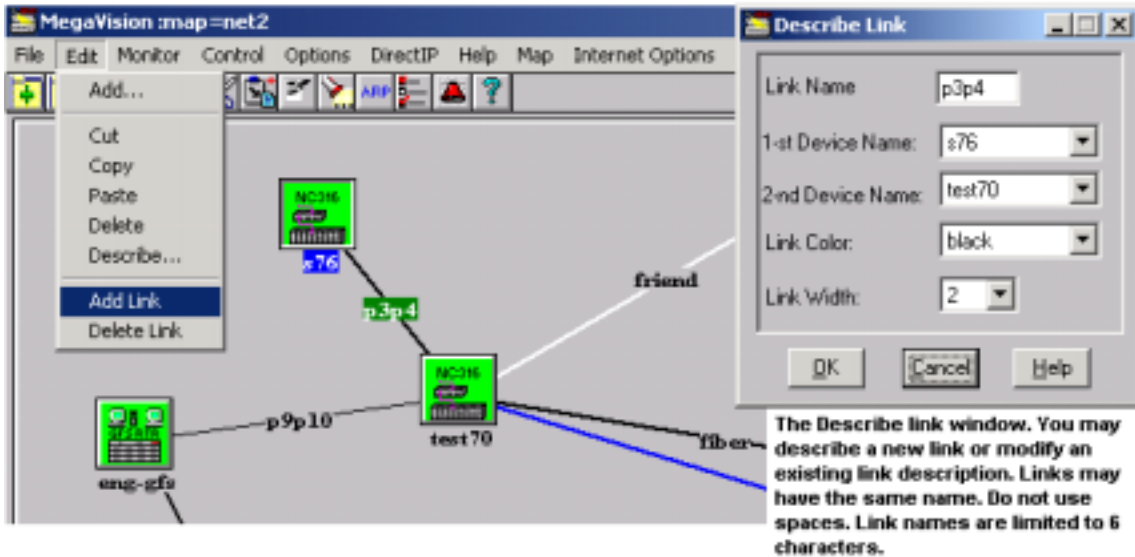 MegaVision :map=net2
File Edit Monitor Control Options DirectIP Help Map Internet Options
ARP
Add...
Cut
Copy
Paste
Delete
Describe...
Add Link
Delete Link
NC316
s76
p3p4
friend
NC316
test70
p9p10
eng-gfs
fiber
Describe Link
Link Name p3p4
1-st Device Name: s76
2-nd Device Name: test70
Link Color: black
Link Width: 2
OK Cancel Help
The Describe link window. You may
describe a new link or modify an
existing link description. Links may
have the same name. Do not use
spaces. Link names are limited to 6
characters.